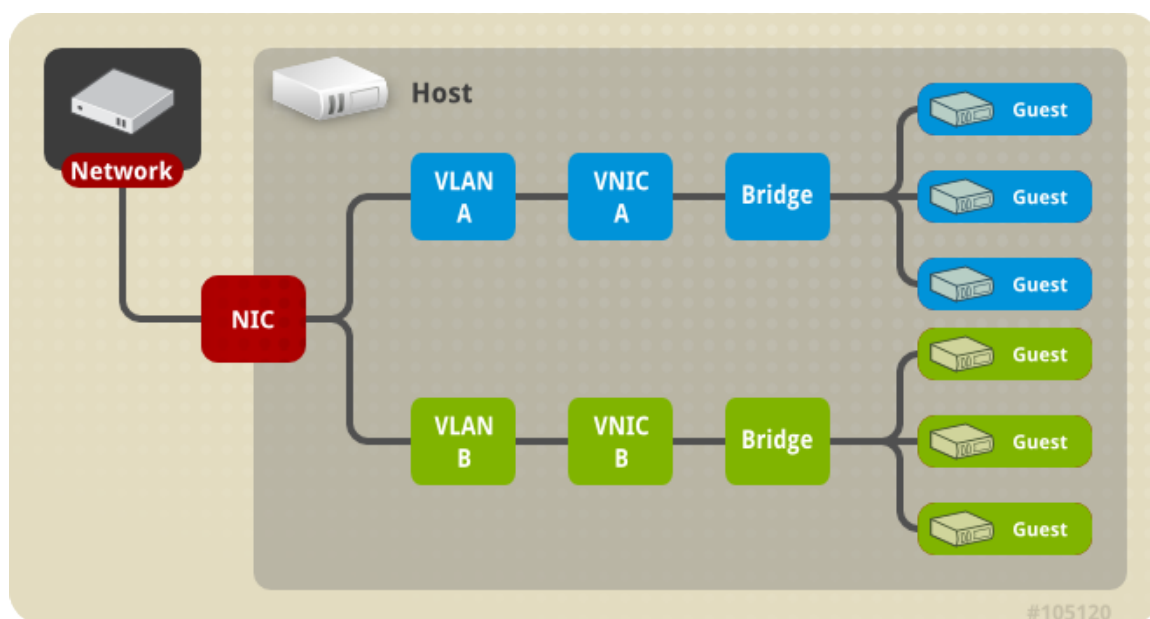 Host
Network
NIC
VLAN
A
VNIC
A
Bridge
Guest
Guest
Guest
VLAN
B
VNIC
B
Bridge
Guest
Guest
Guest
#105120